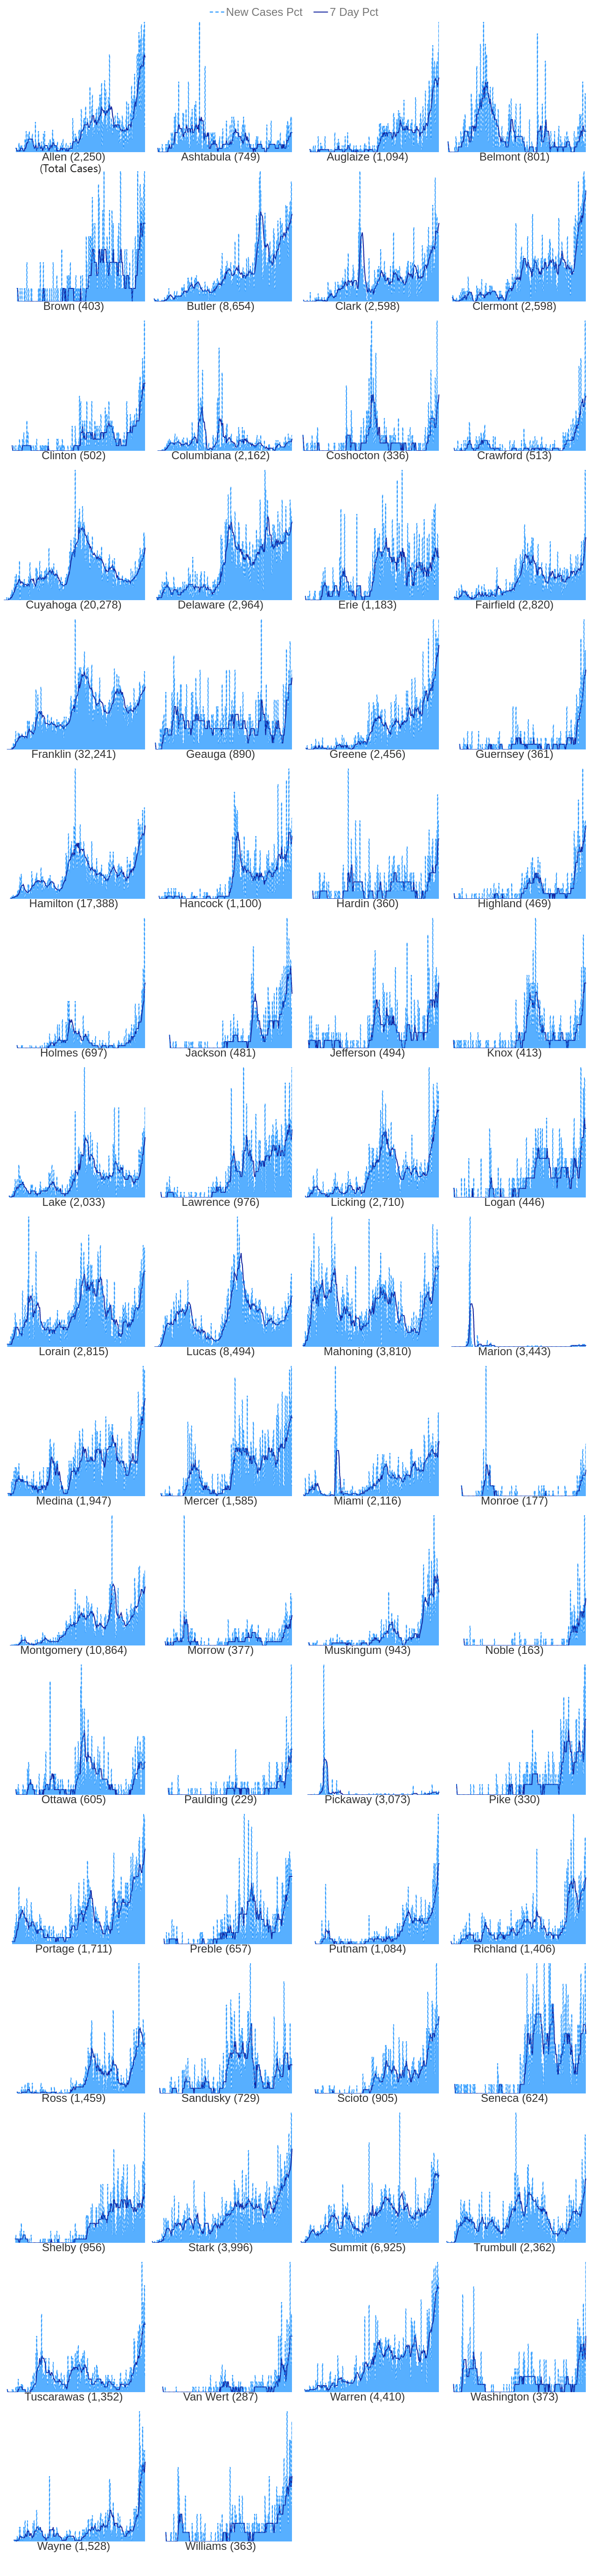 New Cases Pct 7 Day Pct
Allen (2,250) Ashtabula (749) Auglaize (1,094) Belmont (801)
(Total Cases)
Brown (403) Butler (8,654) Clark (2,598) Clermont (2,598)
Clinton (502) Columbiana (2,162) Coshocton (336) Crawford (513)
Cuyahoga (20,278) Delaware (2,964) Erie (1,183) Fairfield (2,820)
Franklin (32,241) Geauga (890) Greene (2,456) Guernsey (361)
Hamilton (17,388) Hancock (1,100) Hardin (360) Highland (469)
Holmes (697) Jackson (481) Jefferson (494) Knox (413)
Lake (2,033) Lawrence (976) Licking (2,710) Logan (446)
Lorain (2,815) Lucas (8,494) Mahoning (3,810) Marion (3,443)
Medina (1,947) Mercer (1,585) Miami (2,116) Monroe (177)
Montgomery (10,864) Morrow (377) Muskingum (943) Noble (163)
Ottawa (605) Paulding (229) Pickaway (3,073) Pike (330)
Portage (1,711) Preble (657) Putnam (1,084) Richland (1,406)
Ross (1,459) Sandusky (729) Scioto (905) Seneca (624)
Shelby (956) Stark (3,996) Summit (6,925) Trumbull (2,362)
Tuscarawas (1,352) Van Wert (287) Warren (4,410) Washington (373)
Wayne (1,528) Williams (363)